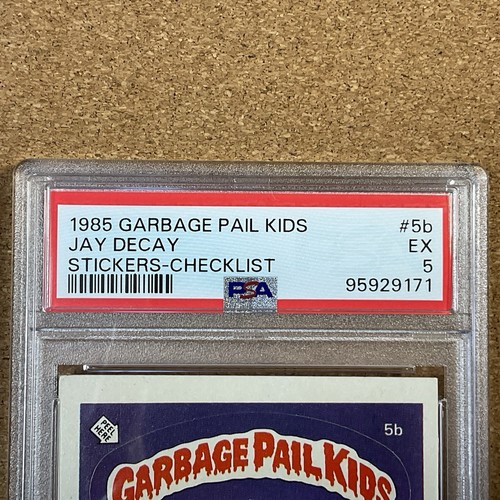 1985 GARBAGE PAIL KIDS #5b
JAY DECAY EX
STICKERS-CHECKLIST 5
PSA 95929171
PEEL HERE 5b
GARBAGE PAIL KIDS